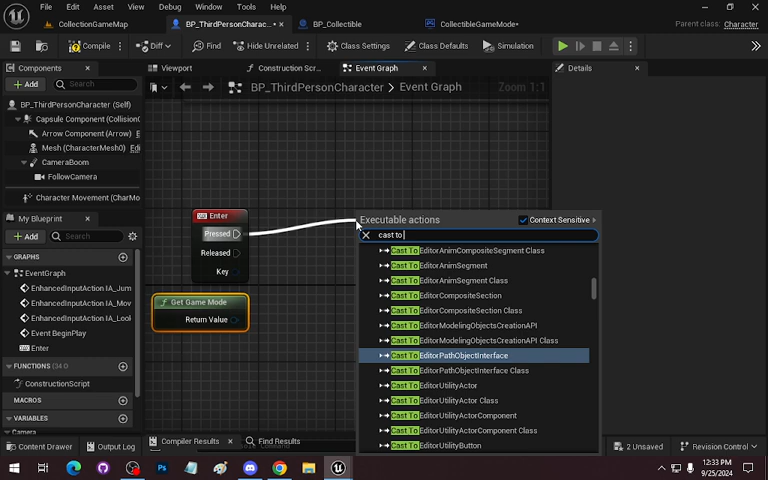 File Edit Asset View Debug Window Tools Help
CollectionGameMap
BP_ThirdPersonCharac... •
BP_Collectible
CollectibleGameMode•
Parent class: Character
Compile
Diff
Find
Hide Unrelated
Class Settings
Class Defaults
Simulation
Components
Viewport
Construction Scr...
Event Graph
Details
+ Add
Search
BP_ThirdPersonCharacter > Event Graph
Zoom 1:1
BP_ThirdPersonCharacter (Self)
Capsule Component (CollisionC
Arrow Component (Arrow) E
Mesh (CharacterMesh0) Edi
CameraBoom
FollowCamera
Character Movement (CharMo
My Blueprint
+ Add
Search
GRAPHS
EventGraph
EnhancedInputAction IA_Jum
EnhancedInputAction IA_Mov
EnhancedInputAction IA_Look
Event BeginPlay
Enter
FUNCTIONS (34 O
ConstructionScript
MACROS
VARIABLES
Camera
Enter
Pressed
Released
Key
Get Game Mode
Return Value
Executable actions
Context Sensitive
cast to
Cast To EditorAnimCompositeSegment Class
Cast To EditorAnimSegment
Cast To EditorAnimSegment Class
Cast To EditorCompositeSection
Cast To EditorCompositeSection Class
Cast To EditorModelingObjectsCreationAPI
Cast To EditorModelingObjectsCreationAPI Class
Cast To EditorPathObjectInterface
Cast To EditorPathObjectInterface Class
Cast To EditorUtilityActor
Cast To EditorUtilityActor Class
Cast To EditorUtilityActorComponent
Cast To EditorUtilityActorComponent Class
Cast To EditorUtilityButton
Compiler Results
Find Results
Content Drawer
Output Log
2 Unsaved
Revision Control
12:33 PM
9/25/2024